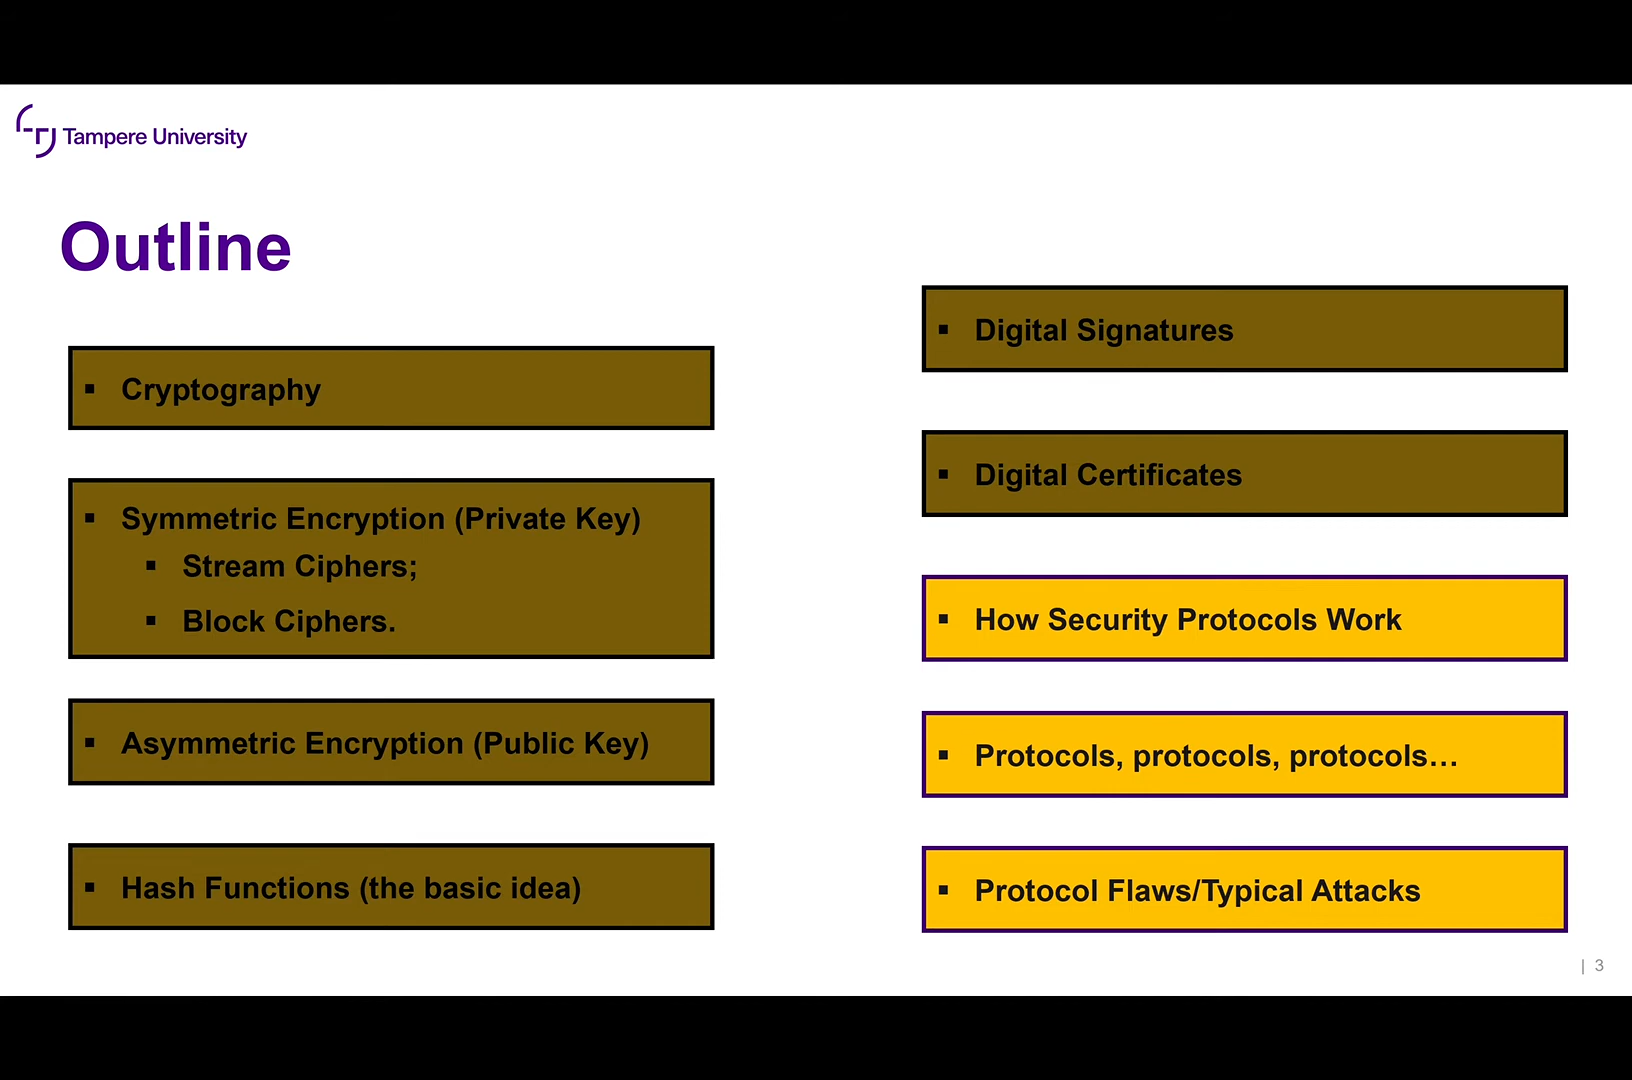 Tampere University
Outline
▪ Cryptography
▪ Symmetric Encryption (Private Key)
▪ Stream Ciphers;
▪ Block Ciphers.
▪ Asymmetric Encryption (Public Key)
▪ Hash Functions (the basic idea)
▪ Digital Signatures
▪ Digital Certificates
▪ How Security Protocols Work
▪ Protocols, protocols, protocols…
▪ Protocol Flaws/Typical Attacks
| 3